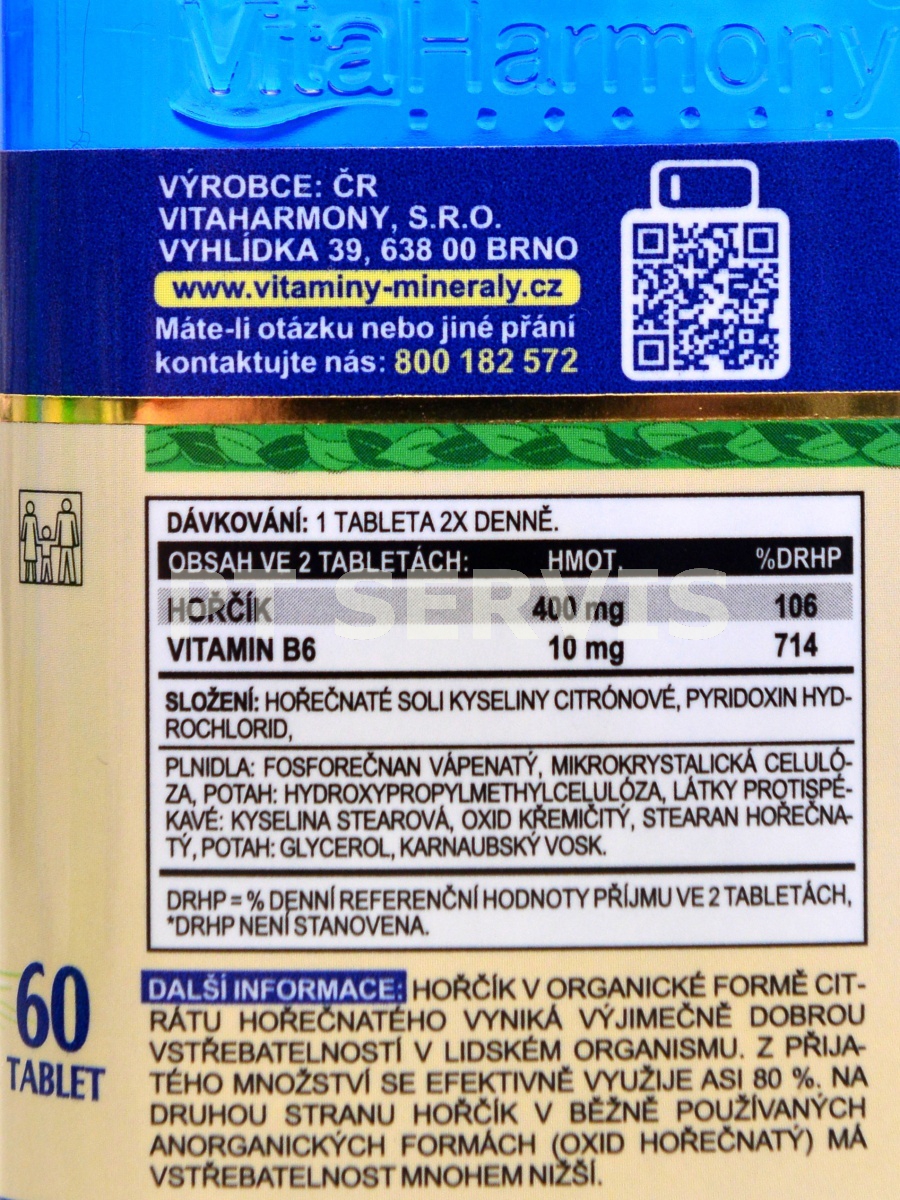 VitaHarmony
VÝROBCE: ČR
VITAHARMONY, S.R.O.
VYHLÍDKA 39, 638 00 BRNO
www.vitaminy-mineraly.cz
Máte-li otázku nebo jiné přání
kontaktujte nás: 800 182 572
DÁVKOVÁNÍ: 1 TABLETA 2X DENNĚ.
OBSAH VE 2 TABLETÁCH: HMOT. %DRHP
HOŘČÍK 400 mg 106
VITAMIN B6 10 mg 714
SLOŽENÍ: HOŘEČNATÉ SOLI KYSELINY CITRÓNOVÉ, PYRIDOXIN HYD-
ROCHLORID,
PLNIDLA: FOSFOREČNAN VÁPENATÝ, MIKROKRYSTALICKÁ CELULÓ-
ZA, POTAH: HYDROXYPROPYLMETHYLCELULÓZA, LÁTKY PROTISPÉ-
KAVÉ: KYSELINA STEAROVÁ, OXID KŘEMIČITÝ, STEARAN HOŘEČNA-
TÝ, POTAH: GLYCEROL, KARNAUBSKÝ VOSK.
DRHP = % DENNÍ REFERENČNÍ HODNOTY PŘÍJMU VE 2 TABLETÁCH,
*DRHP NENÍ STANOVENA.
60
TABLET
DALŠÍ INFORMACE: HOŘČÍK V ORGANICKÉ FORMĚ CIT-
RÁTU HOŘEČNATÉHO VYNIKÁ VÝJIMEČNĚ DOBROU
VSTŘEBATELNOSTÍ V LIDSKÉM ORGANISMU. Z PŘIJA-
TÉHO MNOŽSTVÍ SE EFEKTIVNĚ VYUŽIJE ASI 80 %. NA
DRUHOU STRANU HOŘČÍK V BĚŽNĚ POUŽÍVANÝCH
ANORGANICKÝCH FORMÁCH (OXID HOŘEČNATÝ) MÁ
VSTŘEBATELNOST MNOHEM NIŽŠÍ.